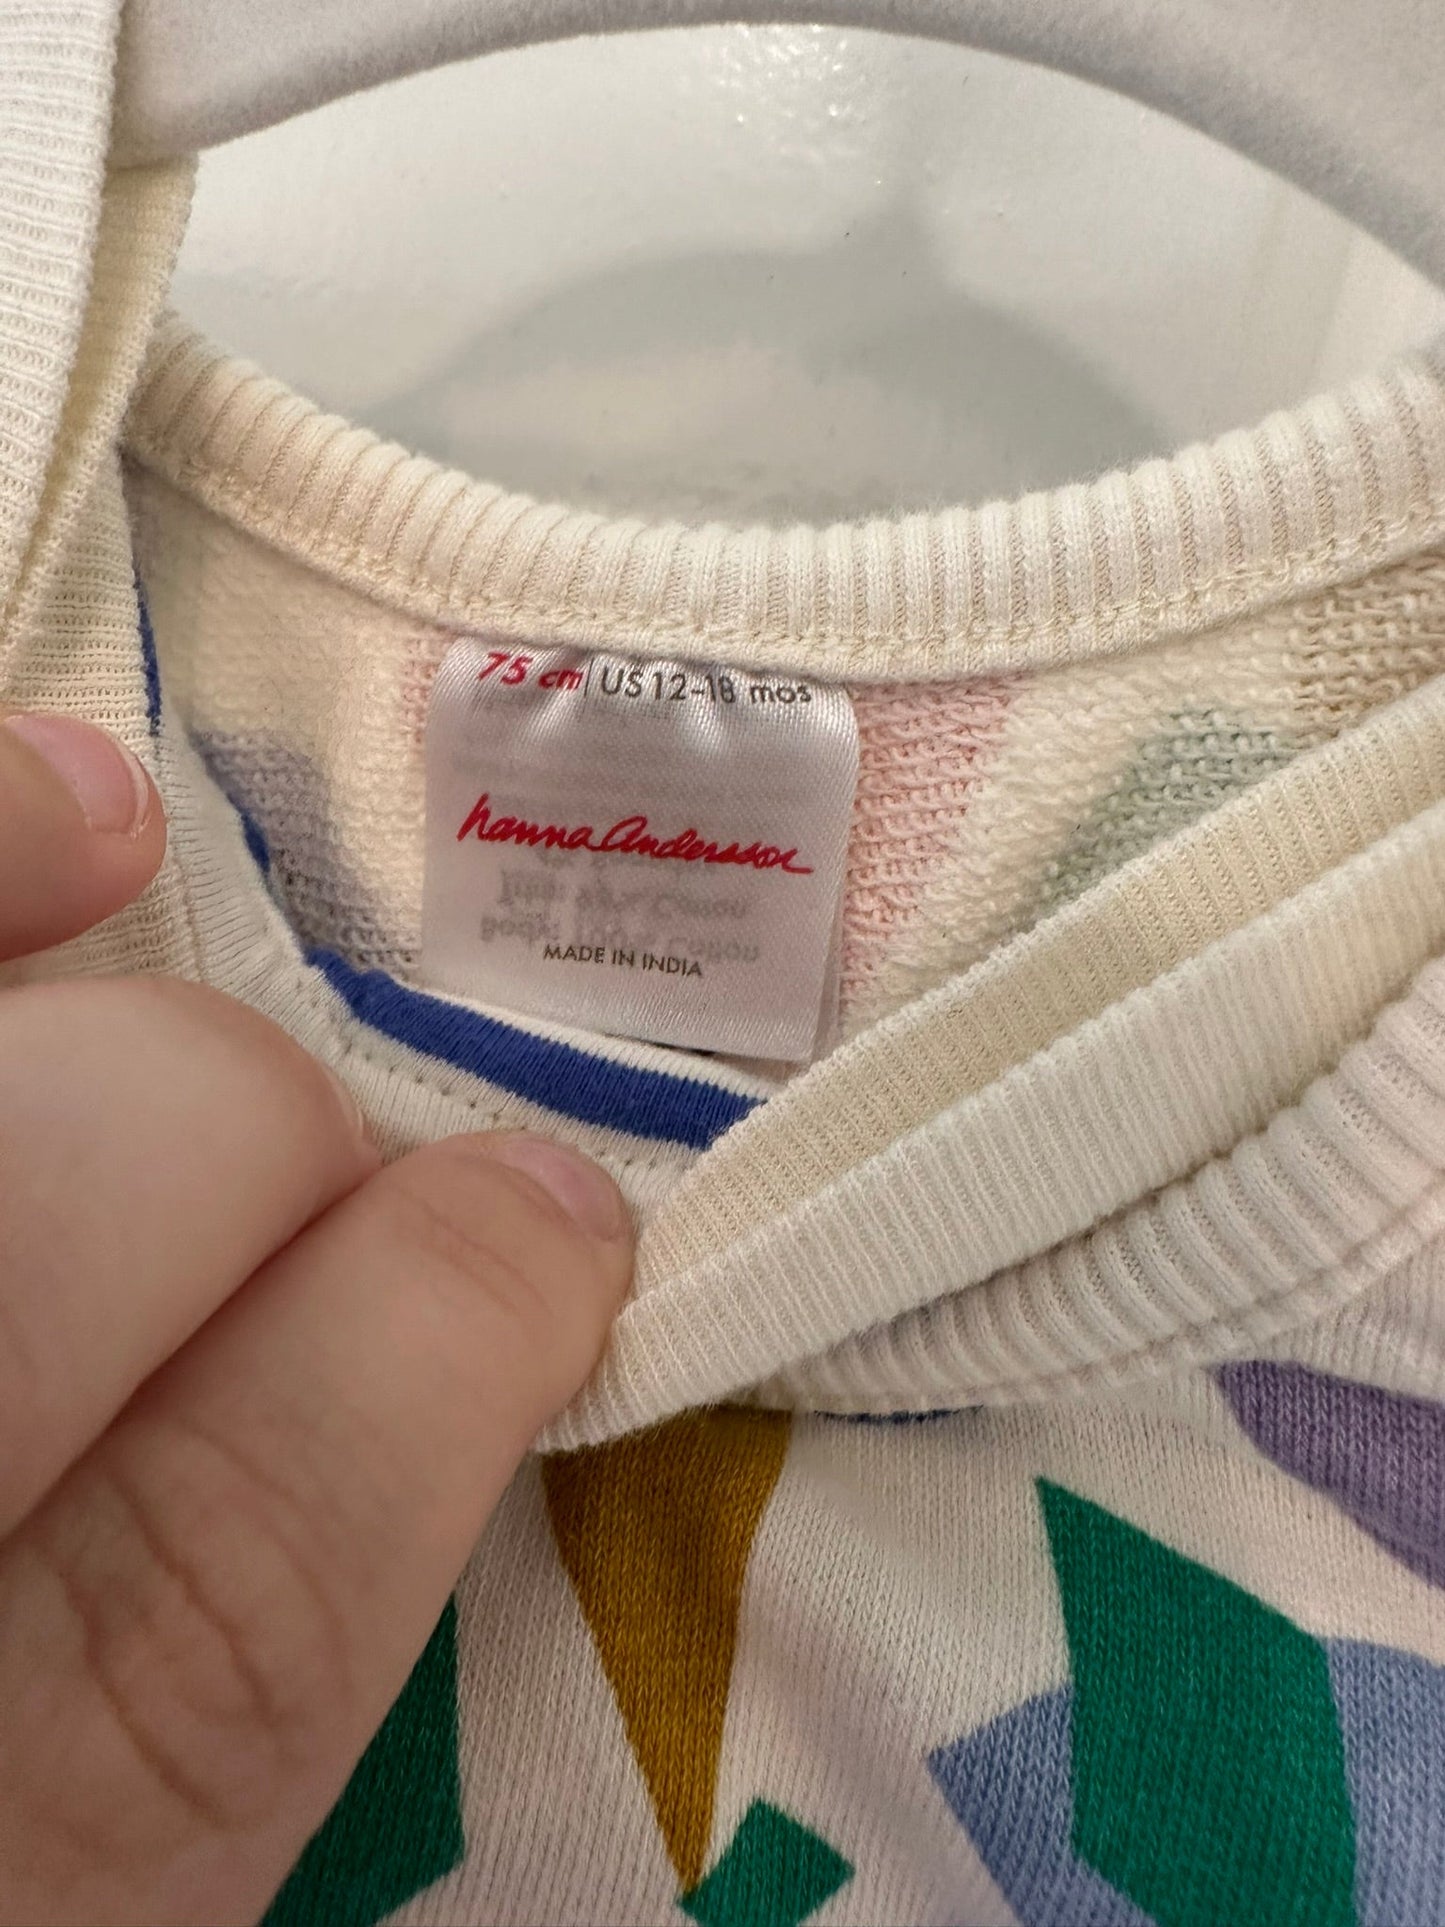 75 cm | US 12-18 mos
hanna Andersson
MADE IN INDIA